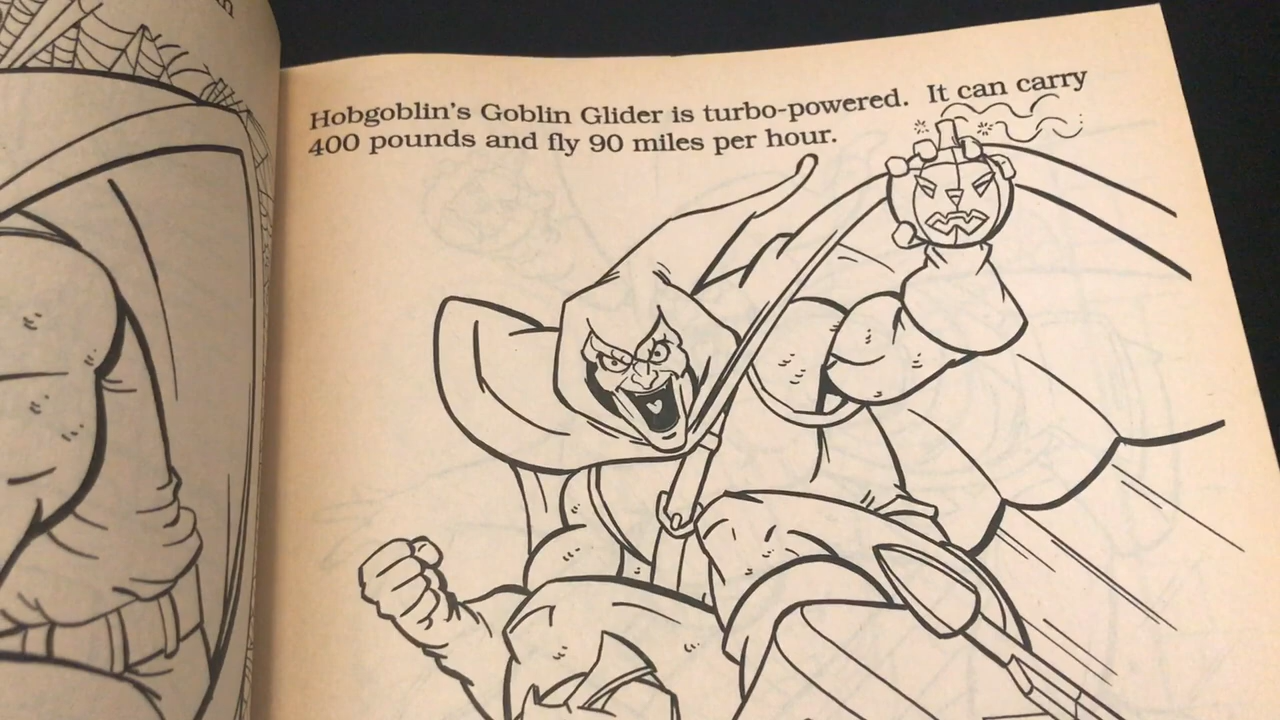 Hobgoblin's Goblin Glider is turbo-powered. It can carry
400 pounds and fly 90 miles per hour.